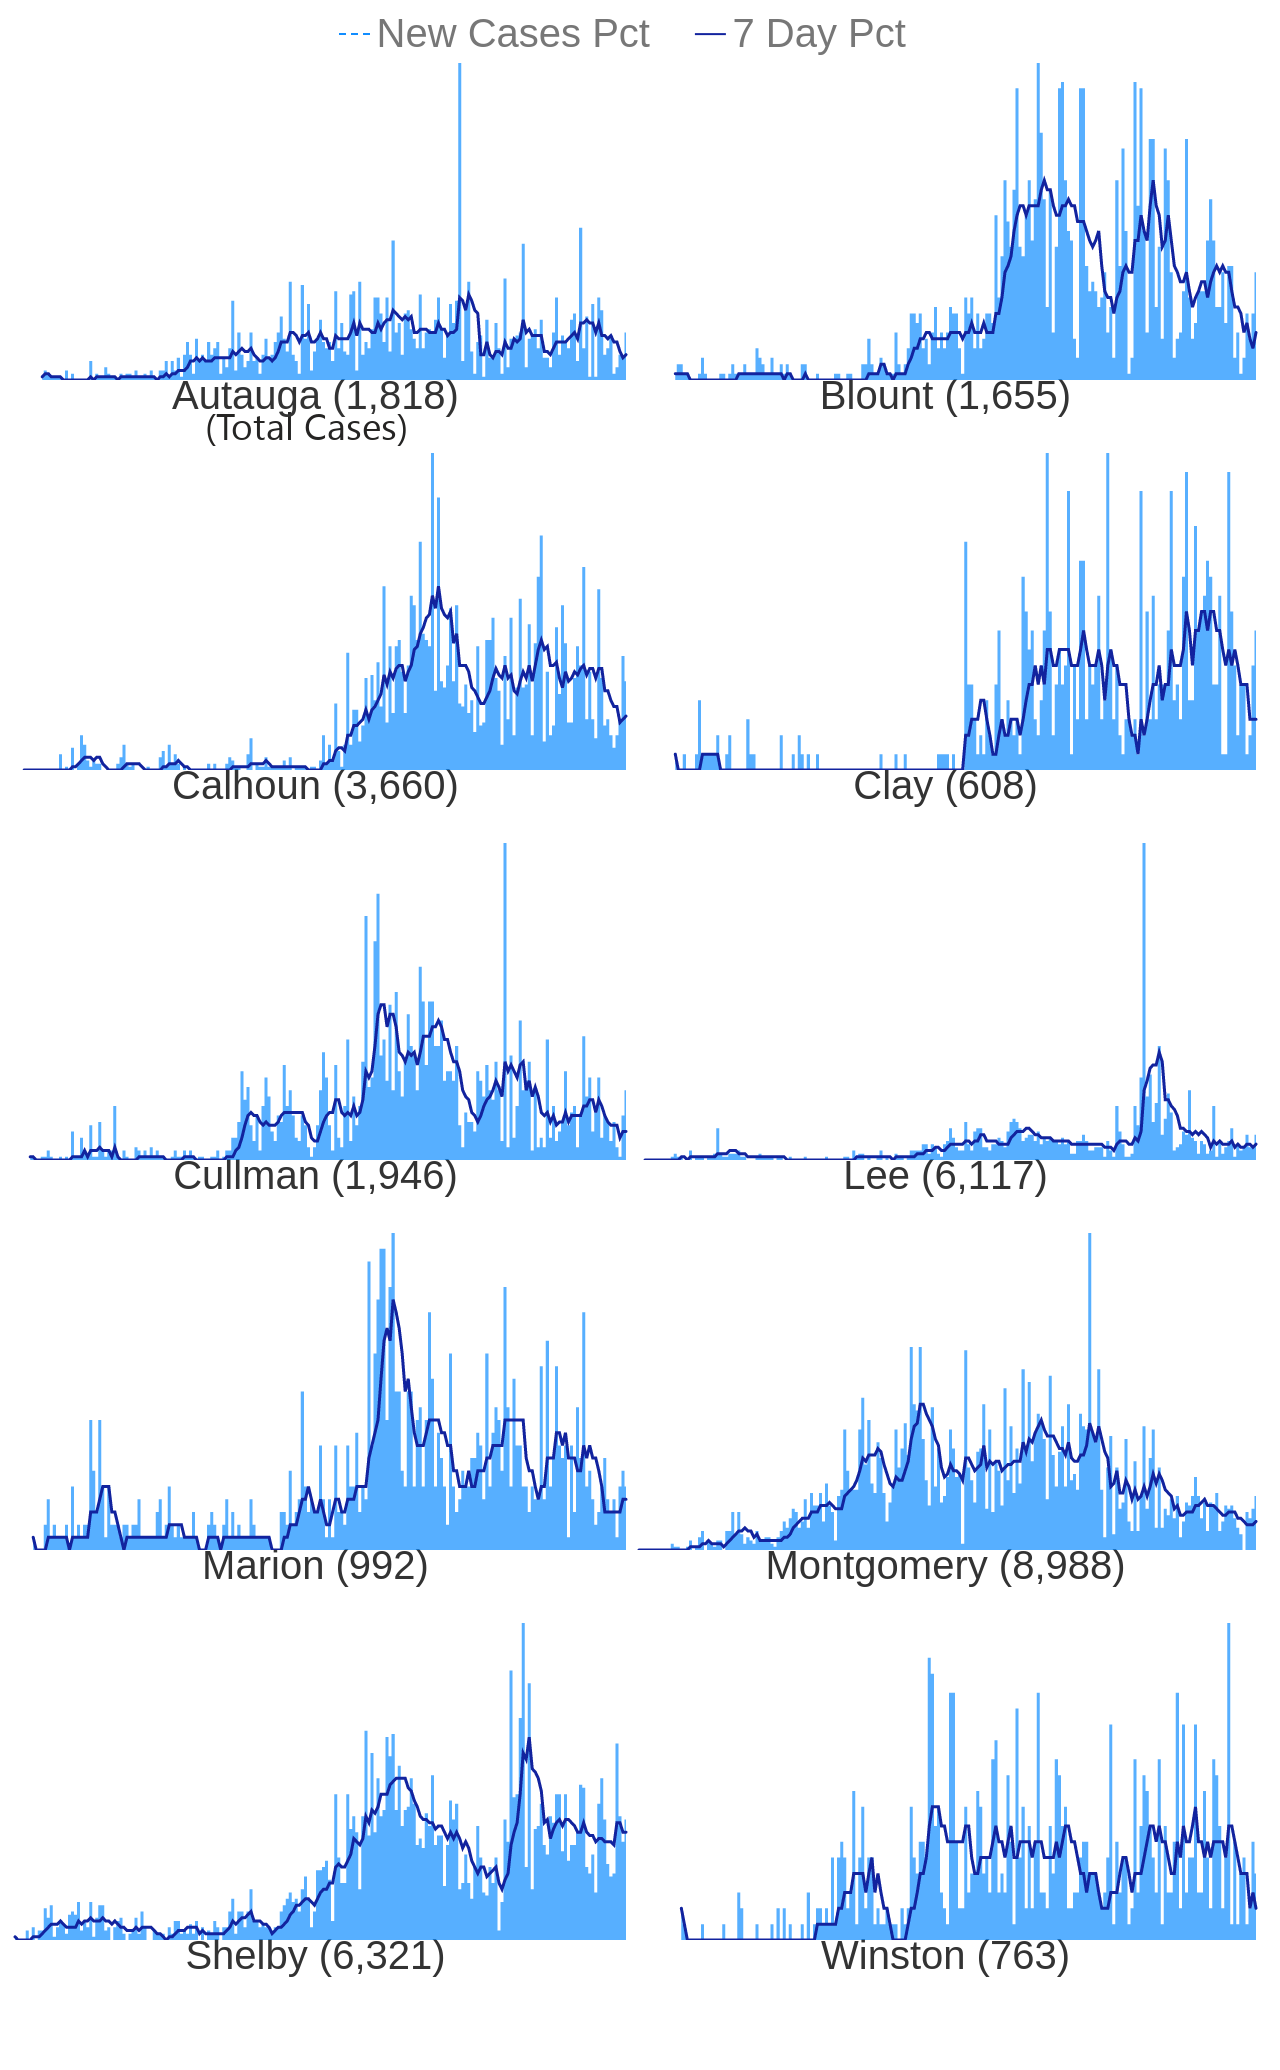 New Cases Pct 7 Day Pct
Autauga (1,818) Blount (1,655)
(Total Cases)
Calhoun (3,660) Clay (608)
Cullman (1,946) Lee (6,117)
Marion (992) Montgomery (8,988)
Shelby (6,321) Winston (763)